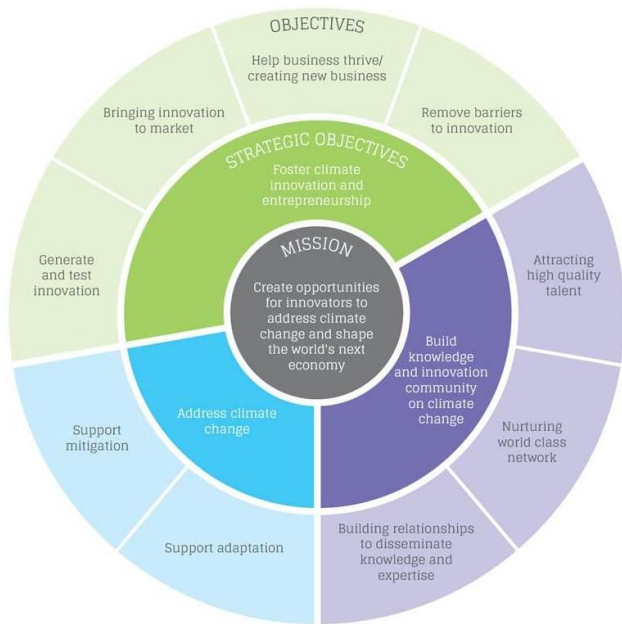 OBJECTIVES
Help business thrive/
creating new business
Bringing innovation
to market
Remove barriers
to innovation
Generate
and test
innovation
Attracting
high quality
talent
Nurturing
world class
network
Building relationships
to disseminate
knowledge and
expertise
Support adaptation
Support
mitigation
STRATEGIC OBJECTIVES
Foster climate
innovation and
entrepreneurship
Build
knowledge
and innovation
community
on climate
change
Address climate
change
MISSION
Create opportunities
for innovators to
address climate
change and shape
the world's next
economy